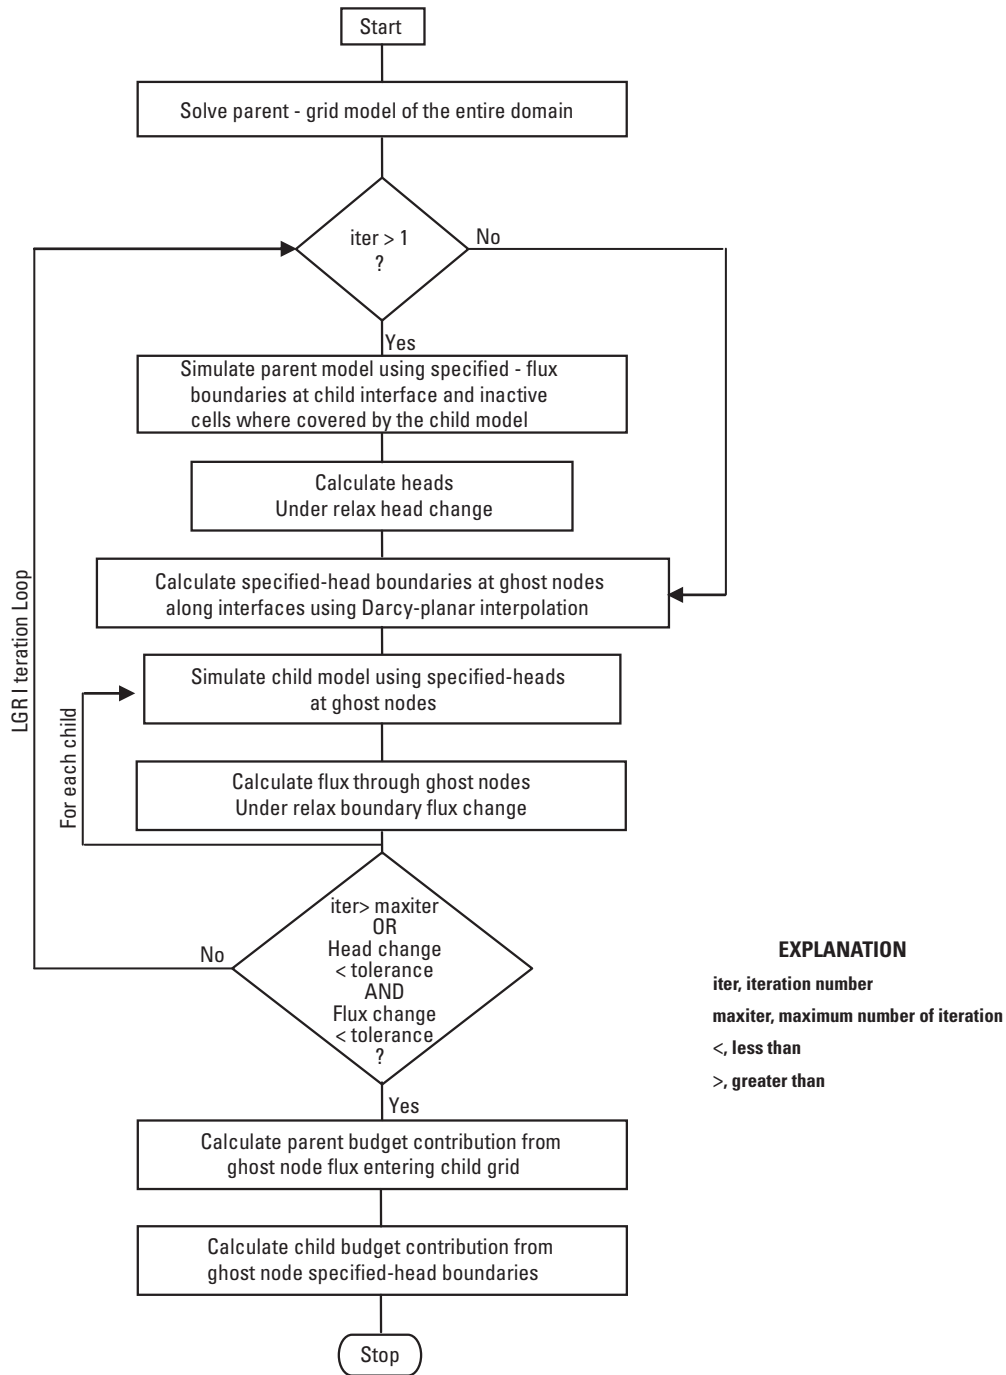 Start
Solve parent - grid model of the entire domain
iter > 1
?
No
Yes
Simulate parent model using specified - flux
boundaries at child interface and inactive
cells where covered by the child model
Calculate heads
Under relax head change
Calculate specified-head boundaries at ghost nodes
along interfaces using Darcy-planar interpolation
Simulate child model using specified-heads
at ghost nodes
Calculate flux through ghost nodes
Under relax boundary flux change
For each child
LGR I teration Loop
iter> maxiter
OR
Head change
< tolerance
AND
Flux change
< tolerance
?
No
Yes
Calculate parent budget contribution from
ghost node flux entering child grid
Calculate child budget contribution from
ghost node specified-head boundaries
Stop
EXPLANATION
iter, iteration number
maxiter, maximum number of iteration
<, less than
>, greater than